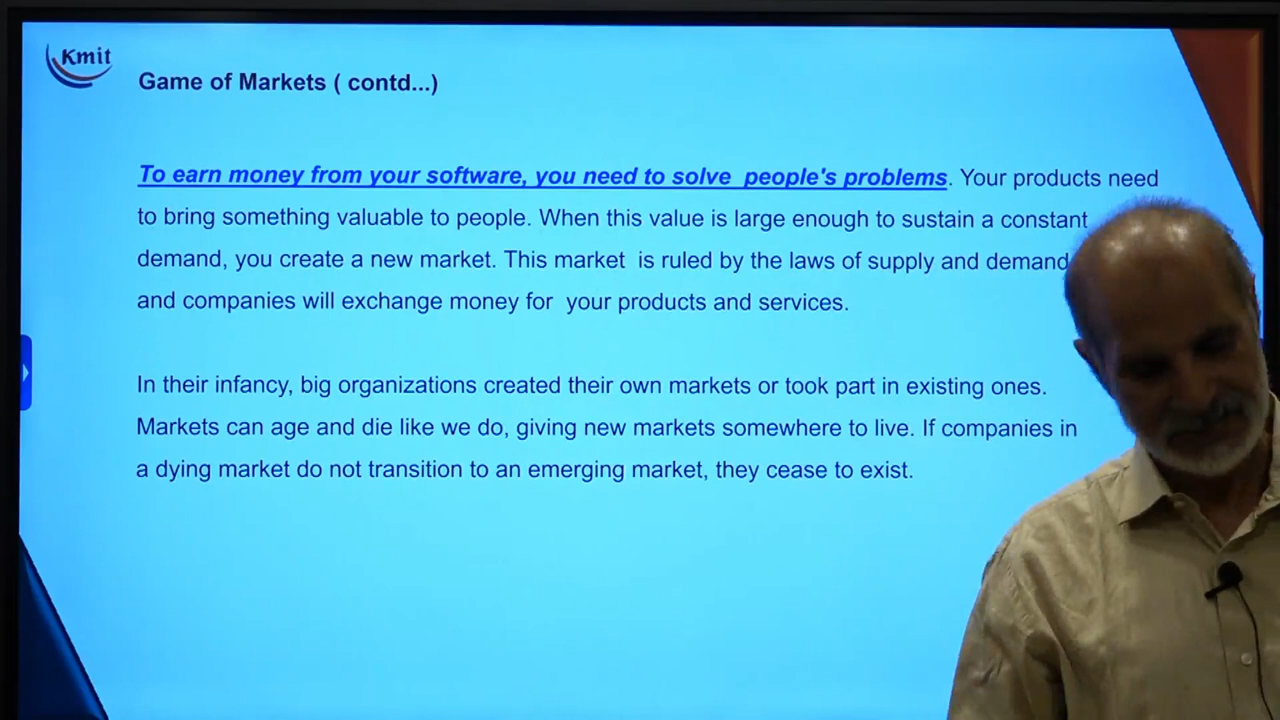 Kmit
Game of Markets ( contd...)
To earn money from your software, you need to solve people's problems. Your products need
to bring something valuable to people. When this value is large enough to sustain a constant
demand, you create a new market. This market is ruled by the laws of supply and demand
and companies will exchange money for your products and services.
In their infancy, big organizations created their own markets or took part in existing ones.
Markets can age and die like we do, giving new markets somewhere to live. If companies in
a dying market do not transition to an emerging market, they cease to exist.